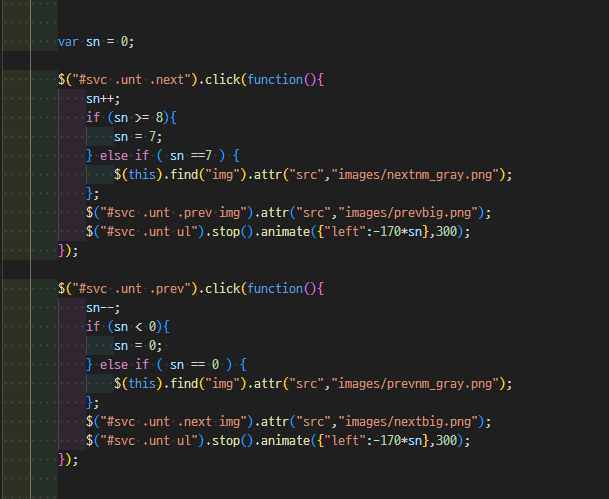 var sn = 0;
$("#svc .unt .next").click(function(){
sn++;
if (sn >= 8){
sn = 7;
} else if ( sn ==7 ) {
$(this).find("img").attr("src","images/nextnm_gray.png");
};
$("#svc .unt .prev img").attr("src","images/prevbig.png");
$("#svc .unt ul").stop().animate({"left":-170*sn},300);
});
$("#svc .unt .prev").click(function(){
sn--;
if (sn < 0){
sn = 0;
} else if ( sn == 0 ) {
$(this).find("img").attr("src","images/prevnm_gray.png");
};
$("#svc .unt .next img").attr("src","images/nextbig.png");
$("#svc .unt ul").stop().animate({"left":-170*sn},300);
});